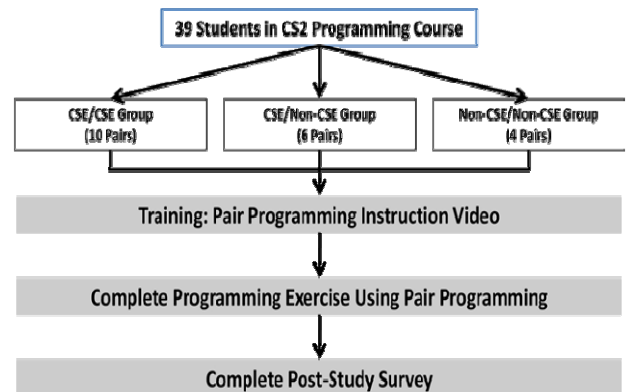 39 Students in CS2 Programming Course
CSE/CSE Group
(10 Pairs)
CSE/Non-CSE Group
(6 Pairs)
Non-CSE/Non-CSE Group
(4 Pairs)
Training: Pair Programming Instruction Video
Complete Programming Exercise Using Pair Programming
Complete Post-Study Survey